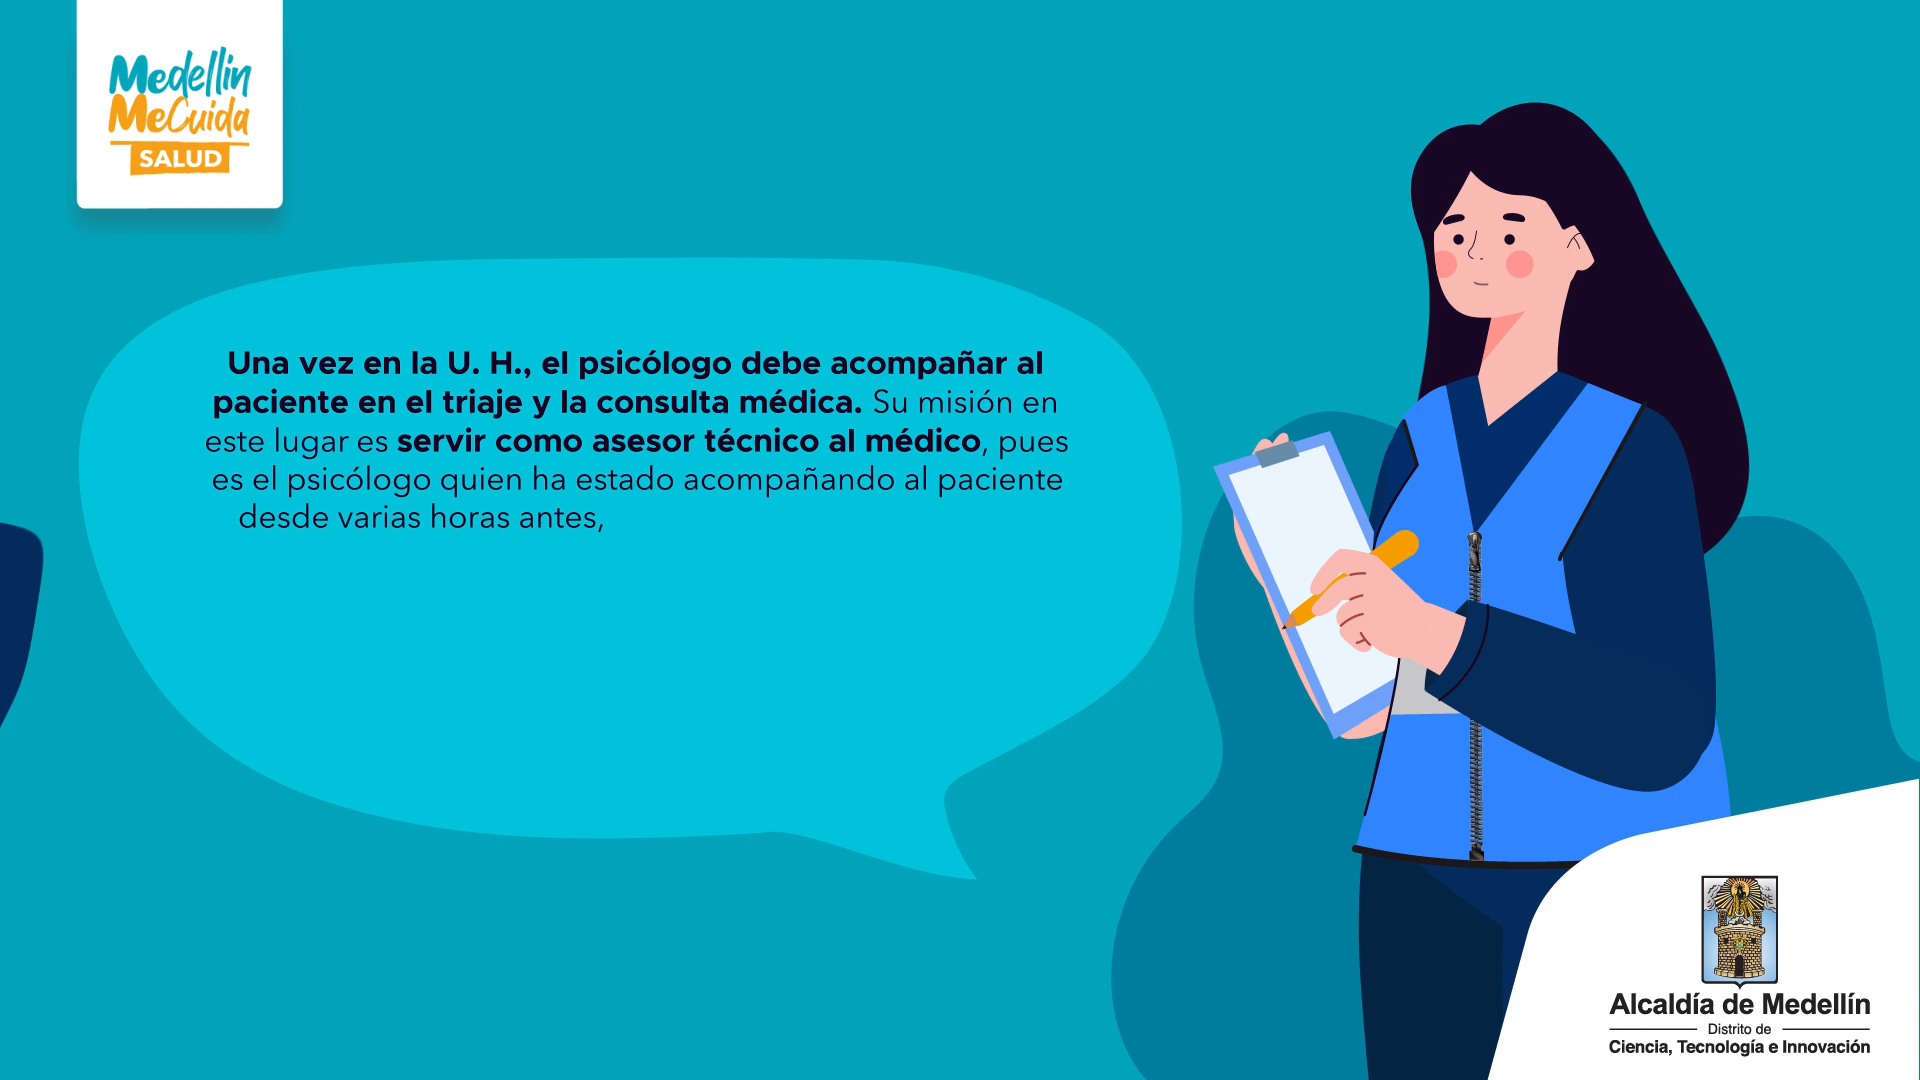 Medellín
MeCuida
SALUD
Una vez en la U. H., el psicólogo debe acompañar al
paciente en el triaje y la consulta médica. Su misión en
este lugar es servir como asesor técnico al médico, pues
es el psicólogo quien ha estado acompañando al paciente
desde varias horas antes,
Alcaldía de Medellín
Distrito de
Ciencia, Tecnología e Innovación